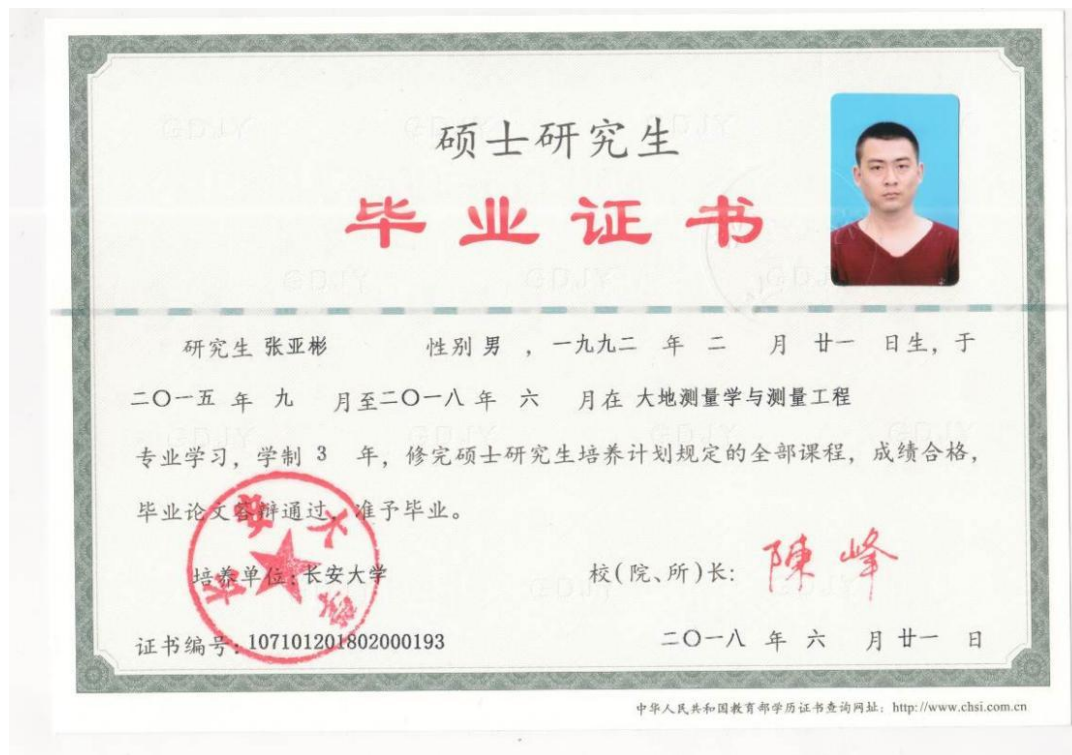 硕士研究生
毕业证书
研究生 张亚彬 性别 男 ，一九九二 年 二 月 廿一 日生，于
二〇一五 年 九 月至二〇一八 年 六 月在 大地测量学与测量工程
专业学习，学制 3 年，修完硕士研究生培养计划规定的全部课程，成绩合格，
毕业论文答辩通过，准予毕业。
培养单位：长安大学
校(院、所)长：陳峰
证书编号：107101201802000193
二〇一八 年 六 月 廿一 日
中华人民共和国教育部学历证书查询网址：http://www.chsi.com.cn